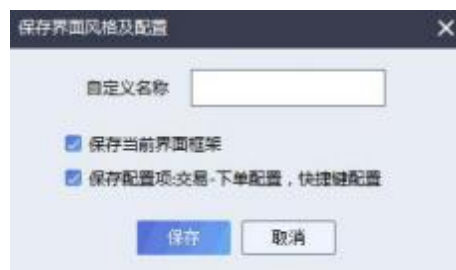 保存界面风格及配置
自定义名称
保存当前界面框架
保存配置项:交易-下单配置，快捷键配置
保存 取消